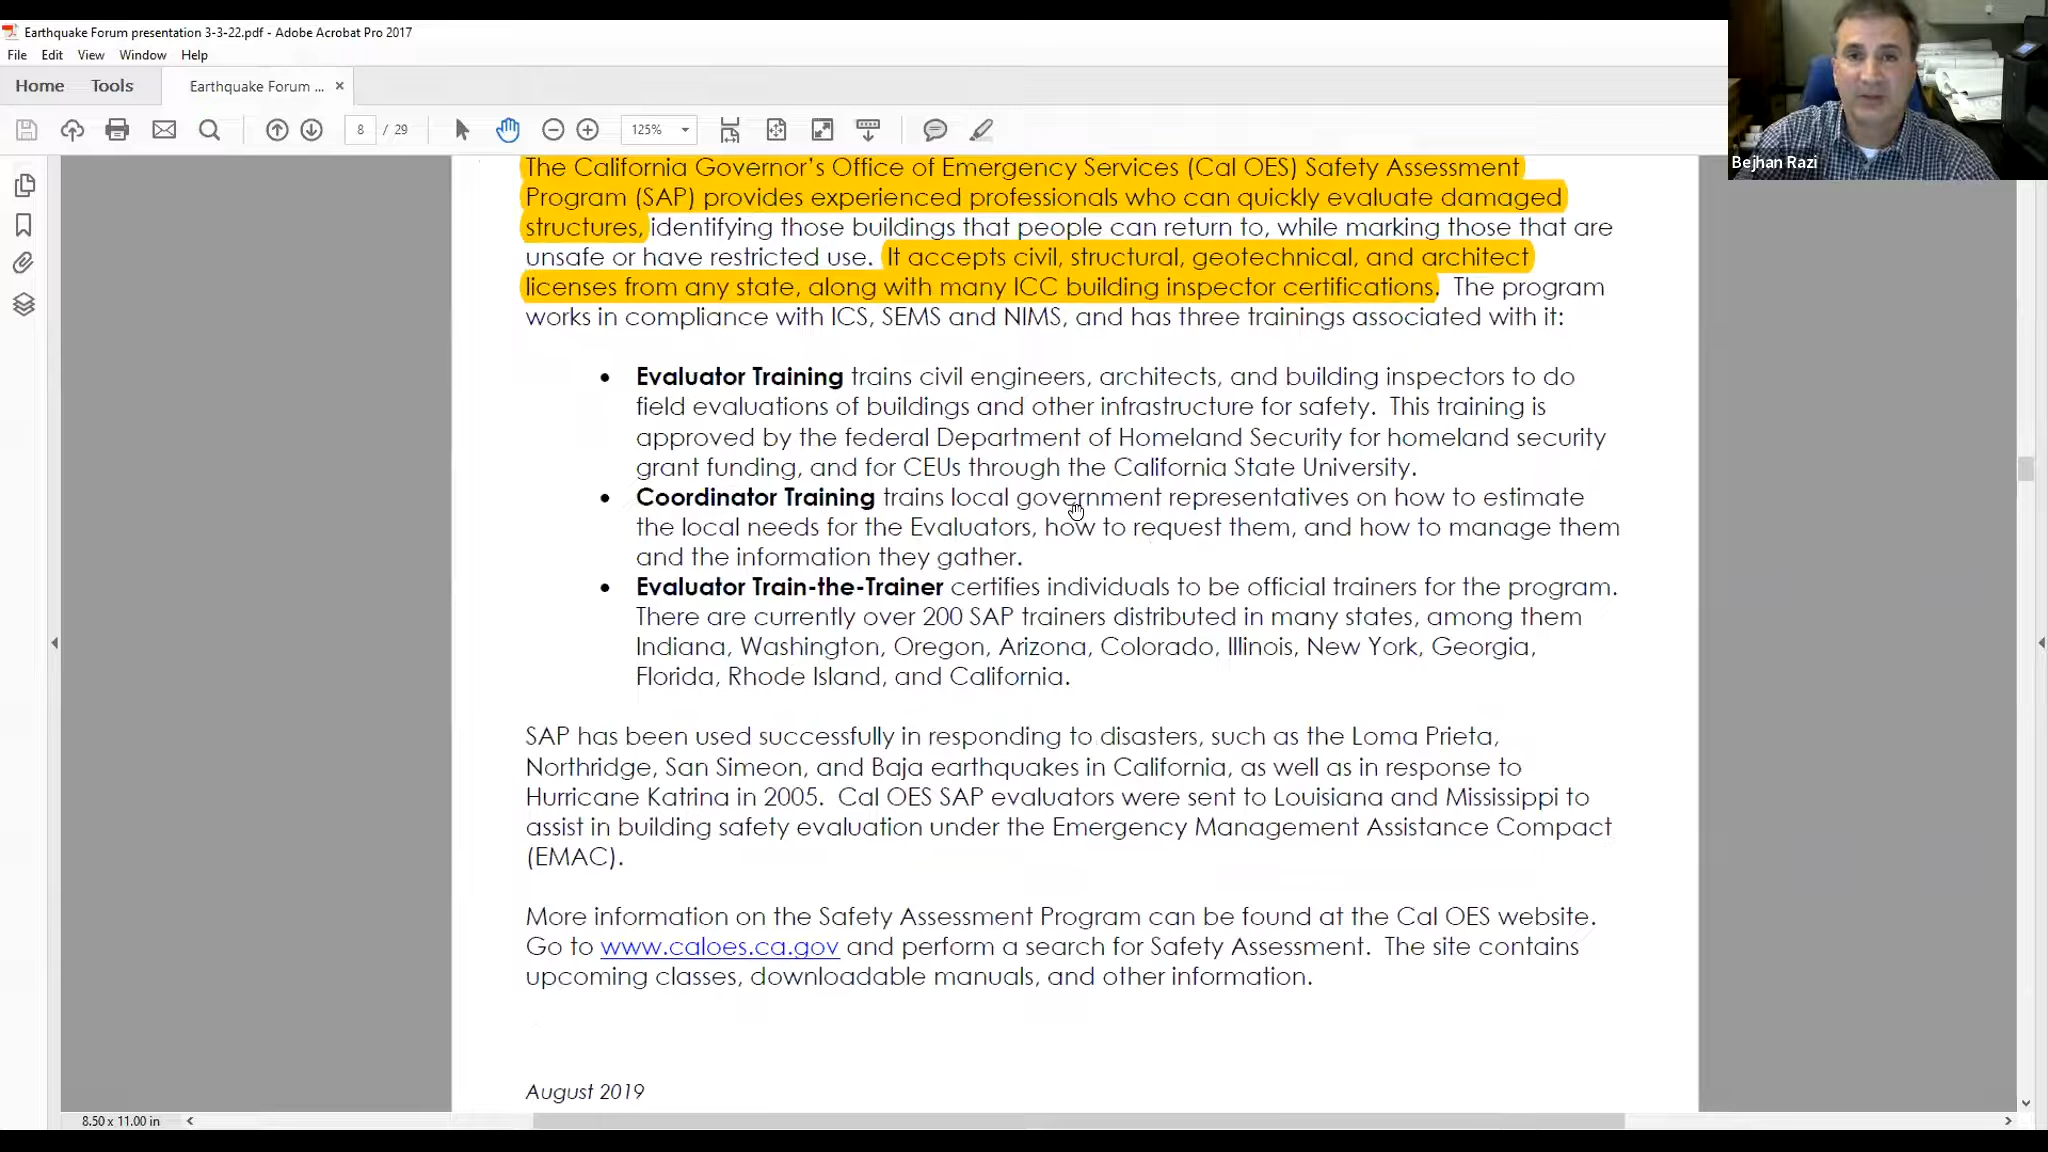 Earthquake Forum presentation 3-3-22.pdf - Adobe Acrobat Pro 2017
File Edit View Window Help
Home Tools Earthquake Forum ... ×
8 / 29 125%
Bejhan Razi
The California Governor’s Office of Emergency Services (Cal OES) Safety Assessment
Program (SAP) provides experienced professionals who can quickly evaluate damaged
structures, identifying those buildings that people can return to, while marking those that are
unsafe or have restricted use. It accepts civil, structural, geotechnical, and architect
licenses from any state, along with many ICC building inspector certifications. The program
works in compliance with ICS, SEMS and NIMS, and has three trainings associated with it:
• Evaluator Training trains civil engineers, architects, and building inspectors to do
field evaluations of buildings and other infrastructure for safety. This training is
approved by the federal Department of Homeland Security for homeland security
grant funding, and for CEUs through the California State University.
• Coordinator Training trains local government representatives on how to estimate
the local needs for the Evaluators, how to request them, and how to manage them
and the information they gather.
• Evaluator Train-the-Trainer certifies individuals to be official trainers for the program.
There are currently over 200 SAP trainers distributed in many states, among them
Indiana, Washington, Oregon, Arizona, Colorado, Illinois, New York, Georgia,
Florida, Rhode Island, and California.
SAP has been used successfully in responding to disasters, such as the Loma Prieta,
Northridge, San Simeon, and Baja earthquakes in California, as well as in response to
Hurricane Katrina in 2005. Cal OES SAP evaluators were sent to Louisiana and Mississippi to
assist in building safety evaluation under the Emergency Management Assistance Compact
(EMAC).
More information on the Safety Assessment Program can be found at the Cal OES website.
Go to www.caloes.ca.gov and perform a search for Safety Assessment. The site contains
upcoming classes, downloadable manuals, and other information.
August 2019
8.50 x 11.00 in